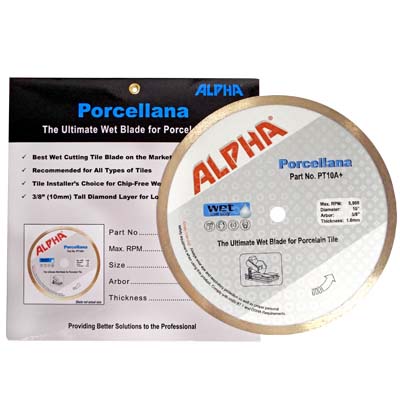 ALPHA
Porcellana
The Ultimate Wet Blade for Porcel
✓ Best Wet Cutting Tile Blade on the Market
✓ Recommended for All Types of Tiles
✓ Tile Installer's Choice for Chip-Free We
✓ 3/8" (10mm) Tall Diamond Layer for Lo
Part No.
Max. RPM
Size
Arbor
Thickness
ALPHA
Porcellana
Providing Better Solutions to the Professional
ALPHA
Porcellana
Part No. PT10A+
wet
Max. RPM: 5,900
Diameter: 10"
Arbor: 5/8"
Thickness: 1.6mm
The Ultimate Wet Blade for Porcelain Tile